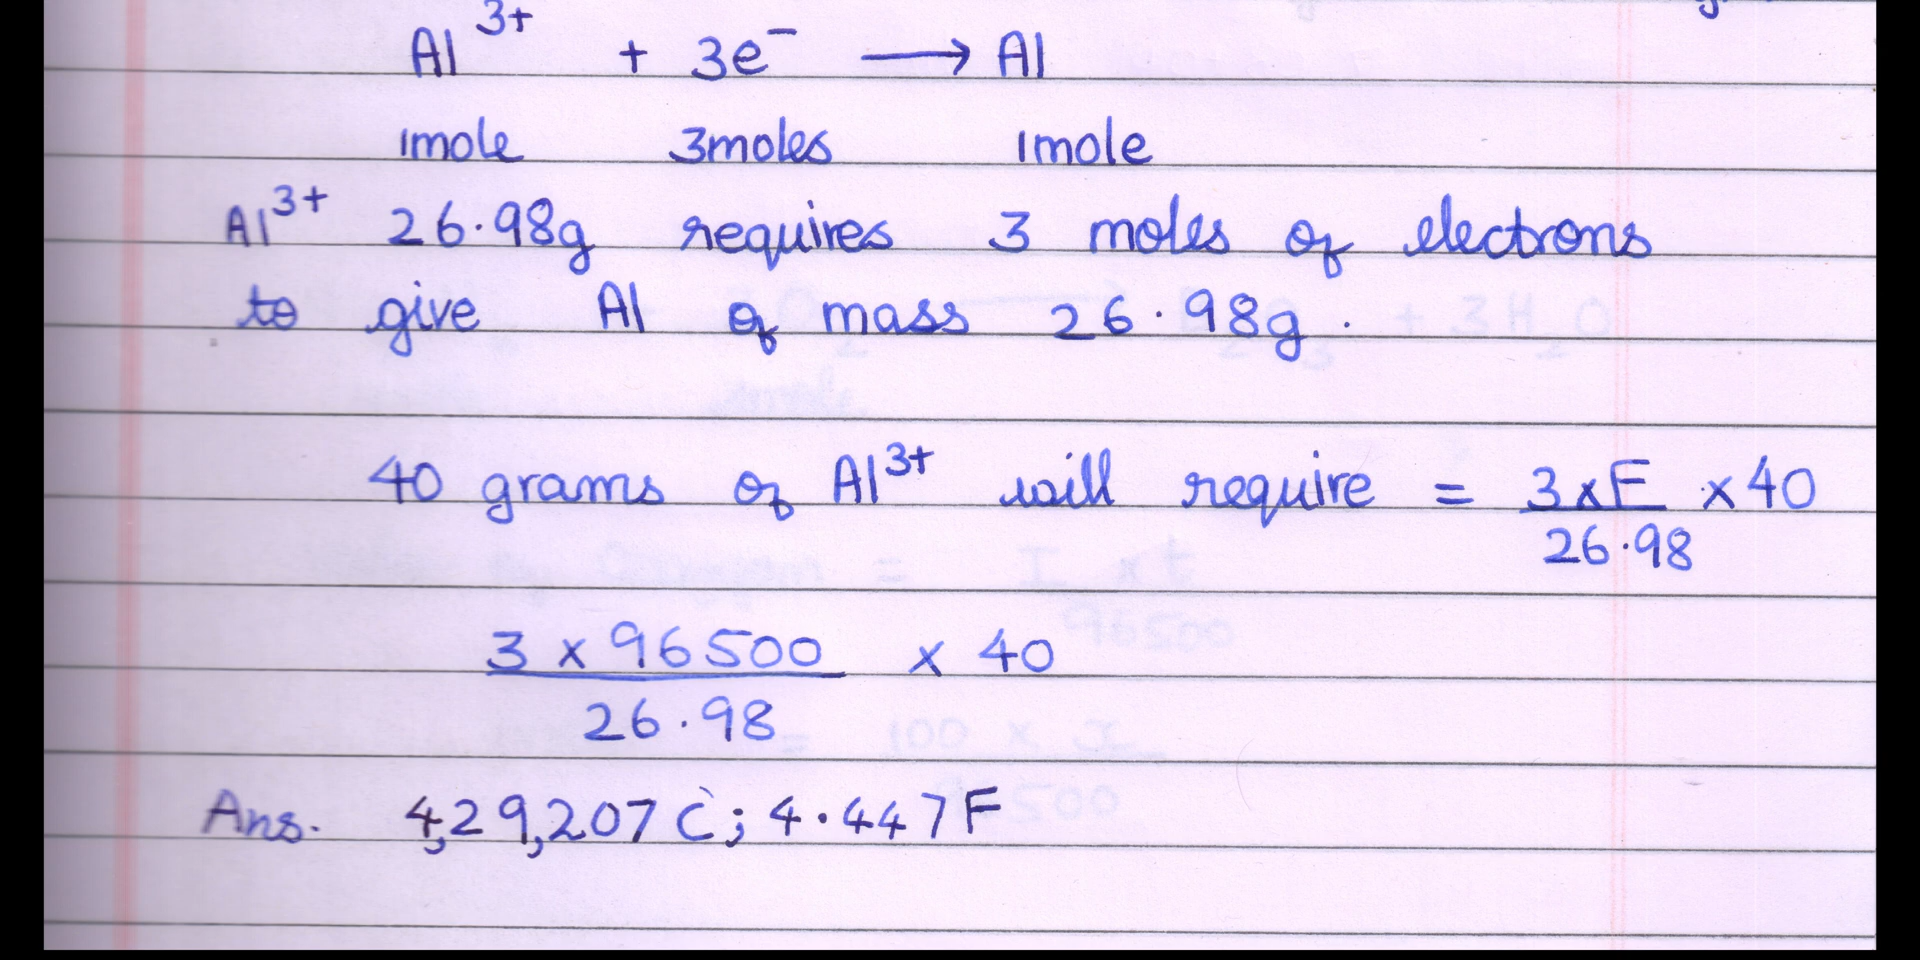 Al³⁺ + 3e⁻ ⟶ Al
1mole 3moles 1mole
Al³⁺ 26.98g requires 3 moles of electrons
to give Al of mass 26.98g.
40 grams of Al³⁺ will require = 3×F/26.98 × 40
3 × 96500/26.98 × 40
Ans. 4,29,207 C; 4.447F